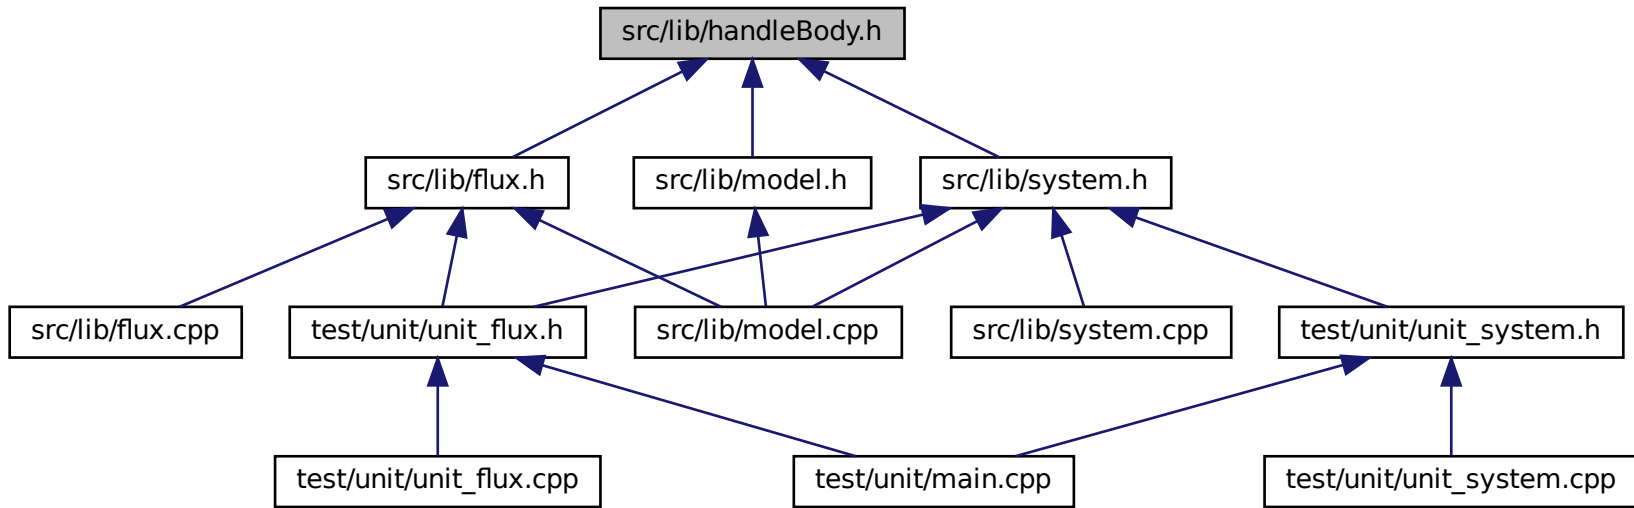 src/lib/handleBody.h
src/lib/flux.h
src/lib/model.h
src/lib/system.h
src/lib/flux.cpp
test/unit/unit_flux.h
src/lib/model.cpp
src/lib/system.cpp
test/unit/unit_system.h
test/unit/unit_flux.cpp
test/unit/main.cpp
test/unit/unit_system.cpp